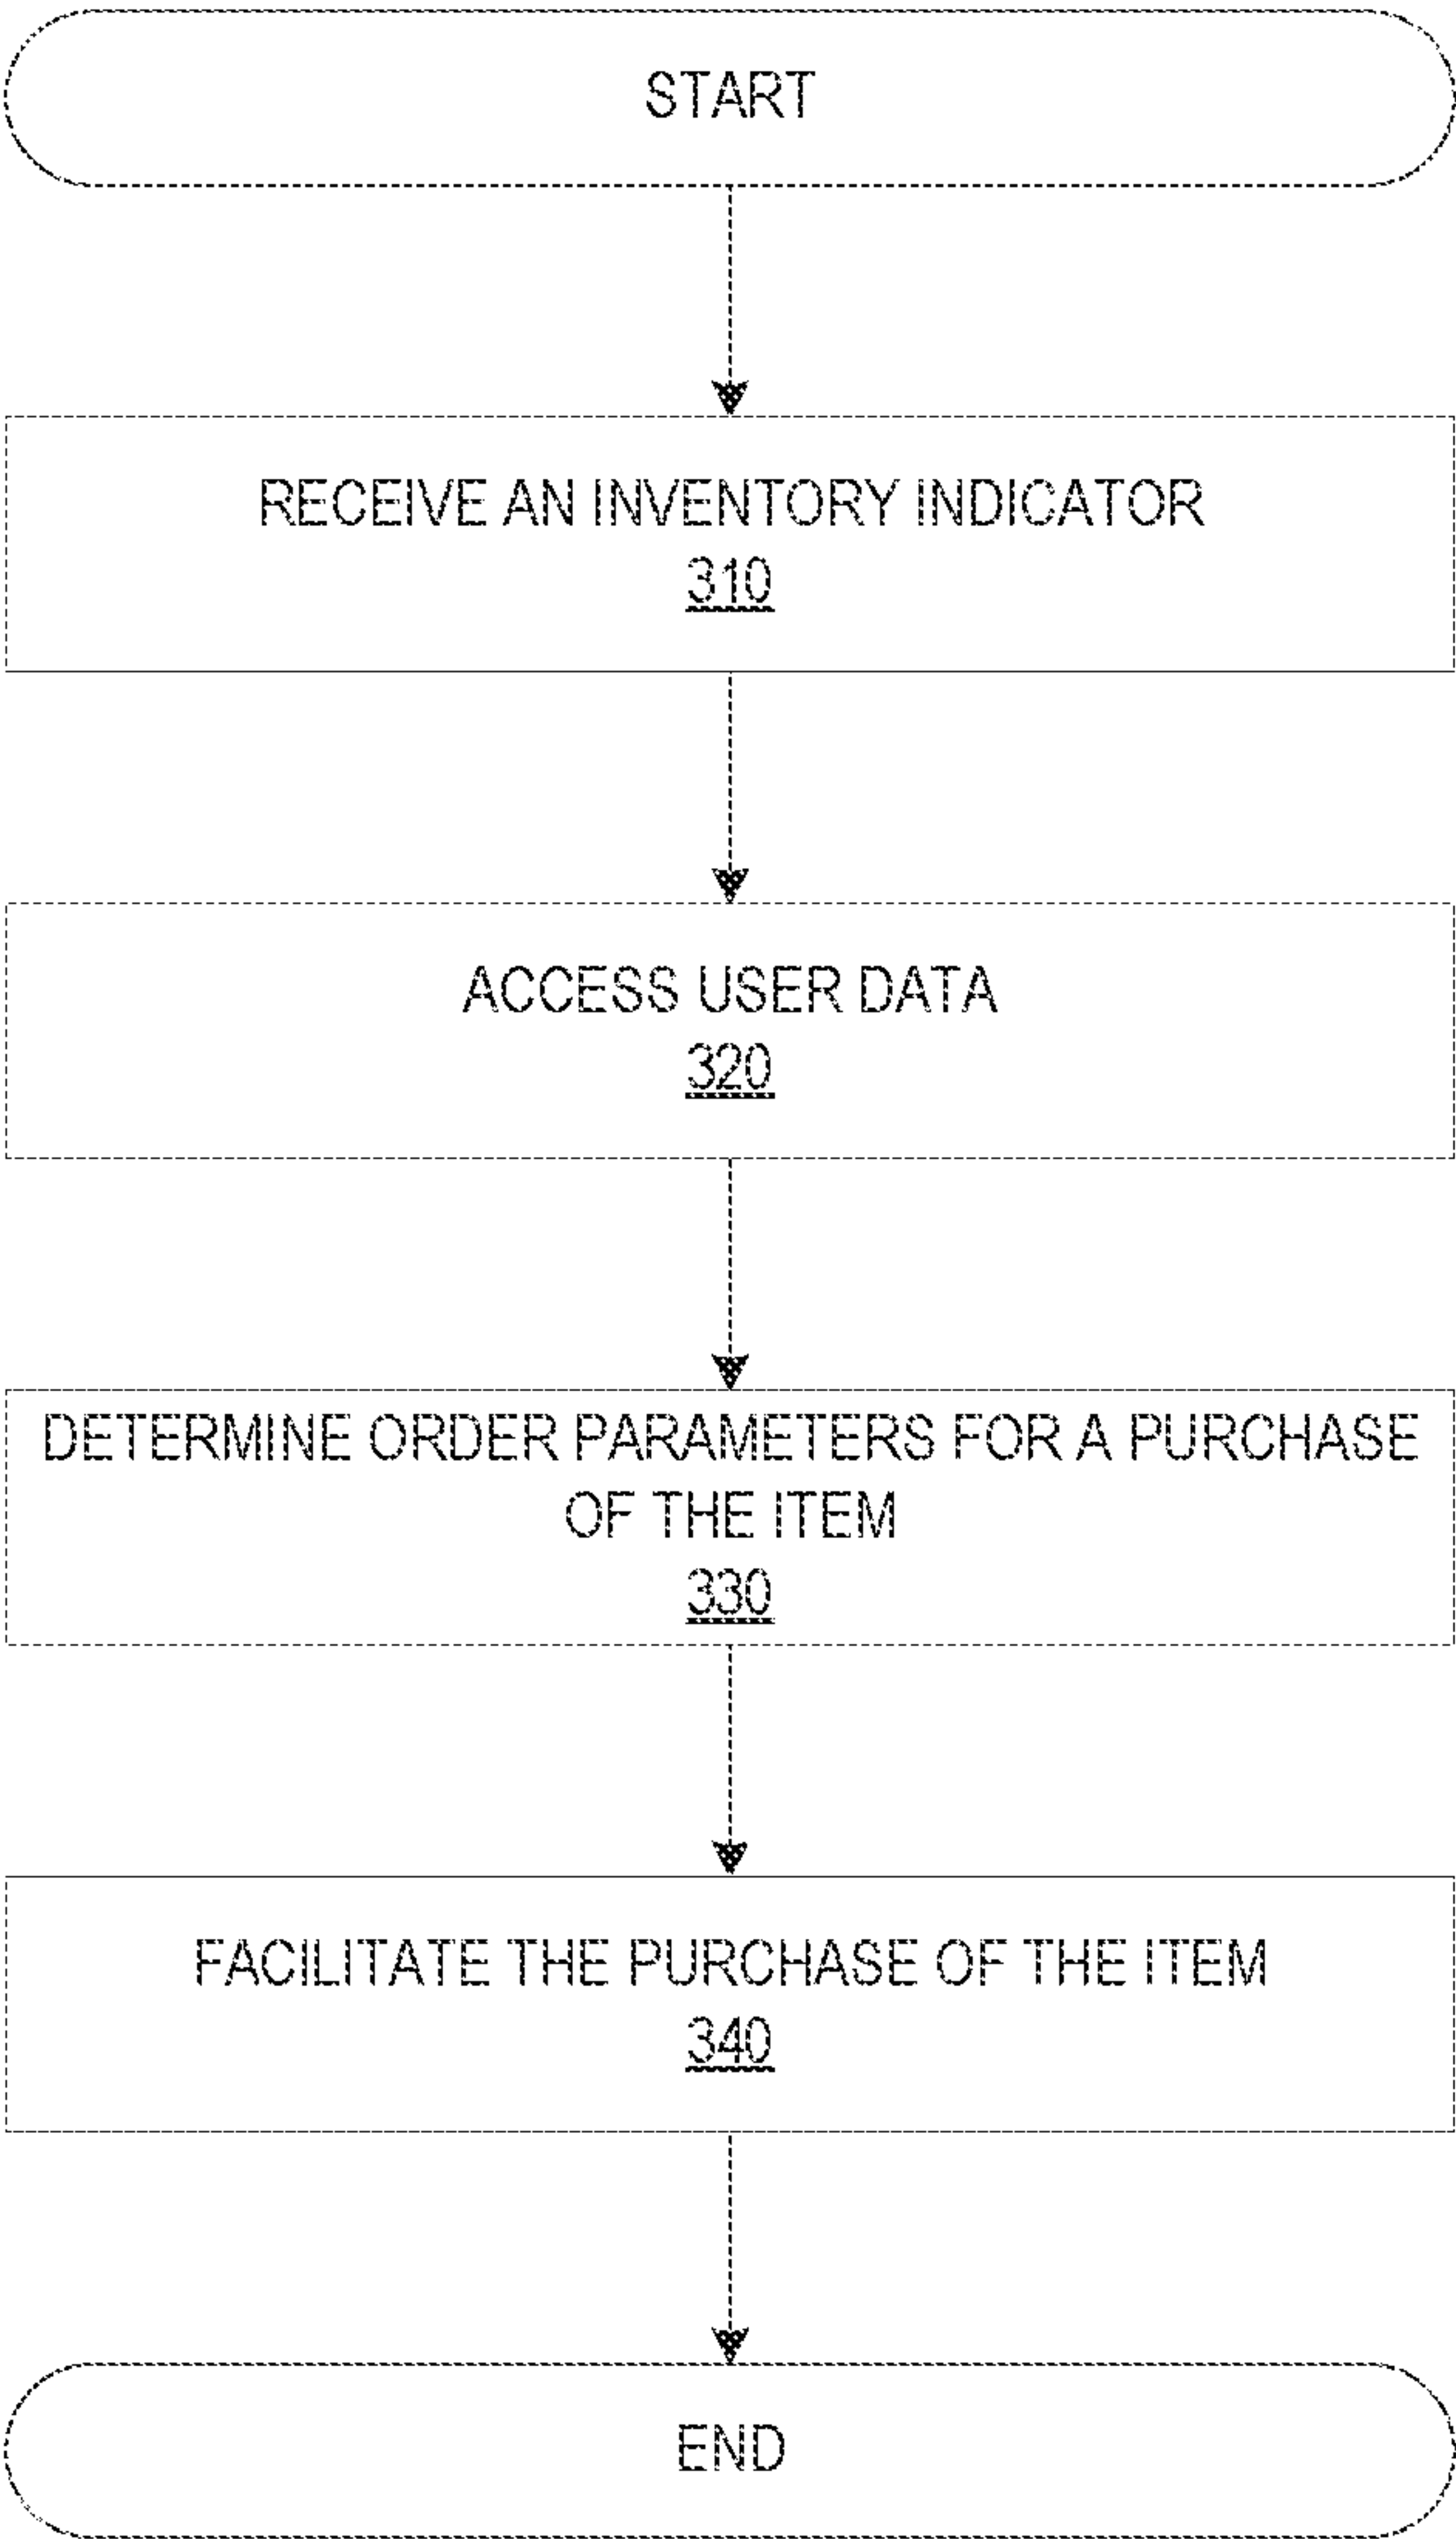 START
RECEIVE AN INVENTORY INDICATOR
310
ACCESS USER DATA
320
DETERMINE ORDER PARAMETERS FOR A PURCHASE
OF THE ITEM
330
FACILITATE THE PURCHASE OF THE ITEM
340
END